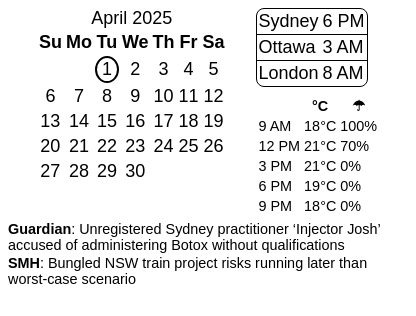 April 2025
Su Mo Tu We Th Fr Sa
1 2 3 4 5
6 7 8 9 10 11 12
13 14 15 16 17 18 19
20 21 22 23 24 25 26
27 28 29 30
Sydney 6 PM
Ottawa 3 AM
London 8 AM
°C ☂
9 AM 18°C 100%
12 PM 21°C 70%
3 PM 21°C 0%
6 PM 19°C 0%
9 PM 18°C 0%
Guardian: Unregistered Sydney practitioner ‘Injector Josh’
accused of administering Botox without qualifications
SMH: Bungled NSW train project risks running later than
worst-case scenario